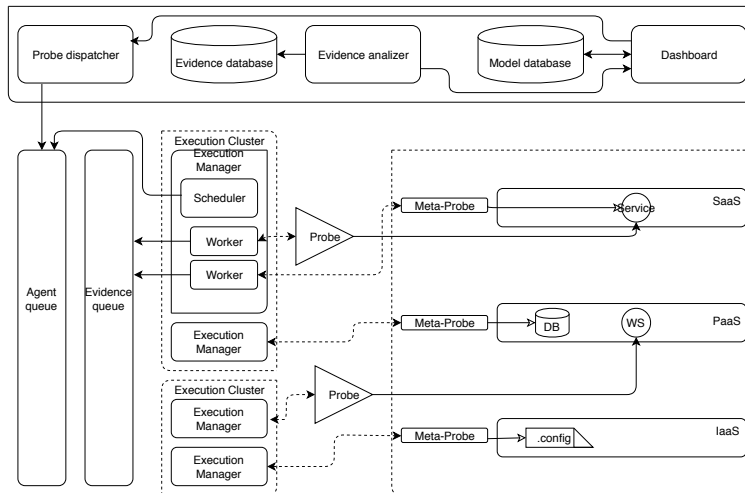 Probe dispatcher
Evidence database
Evidence analizer
Model database
Dashboard
Agent
queue
Evidence
queue
Execution Cluster
Execution
Manager
Scheduler
Worker
Worker
Execution
Manager
Execution Cluster
Execution
Manager
Execution
Manager
Probe
Probe
Meta-Probe
Service
SaaS
Meta-Probe
DB
WS
PaaS
Meta-Probe
.config
IaaS